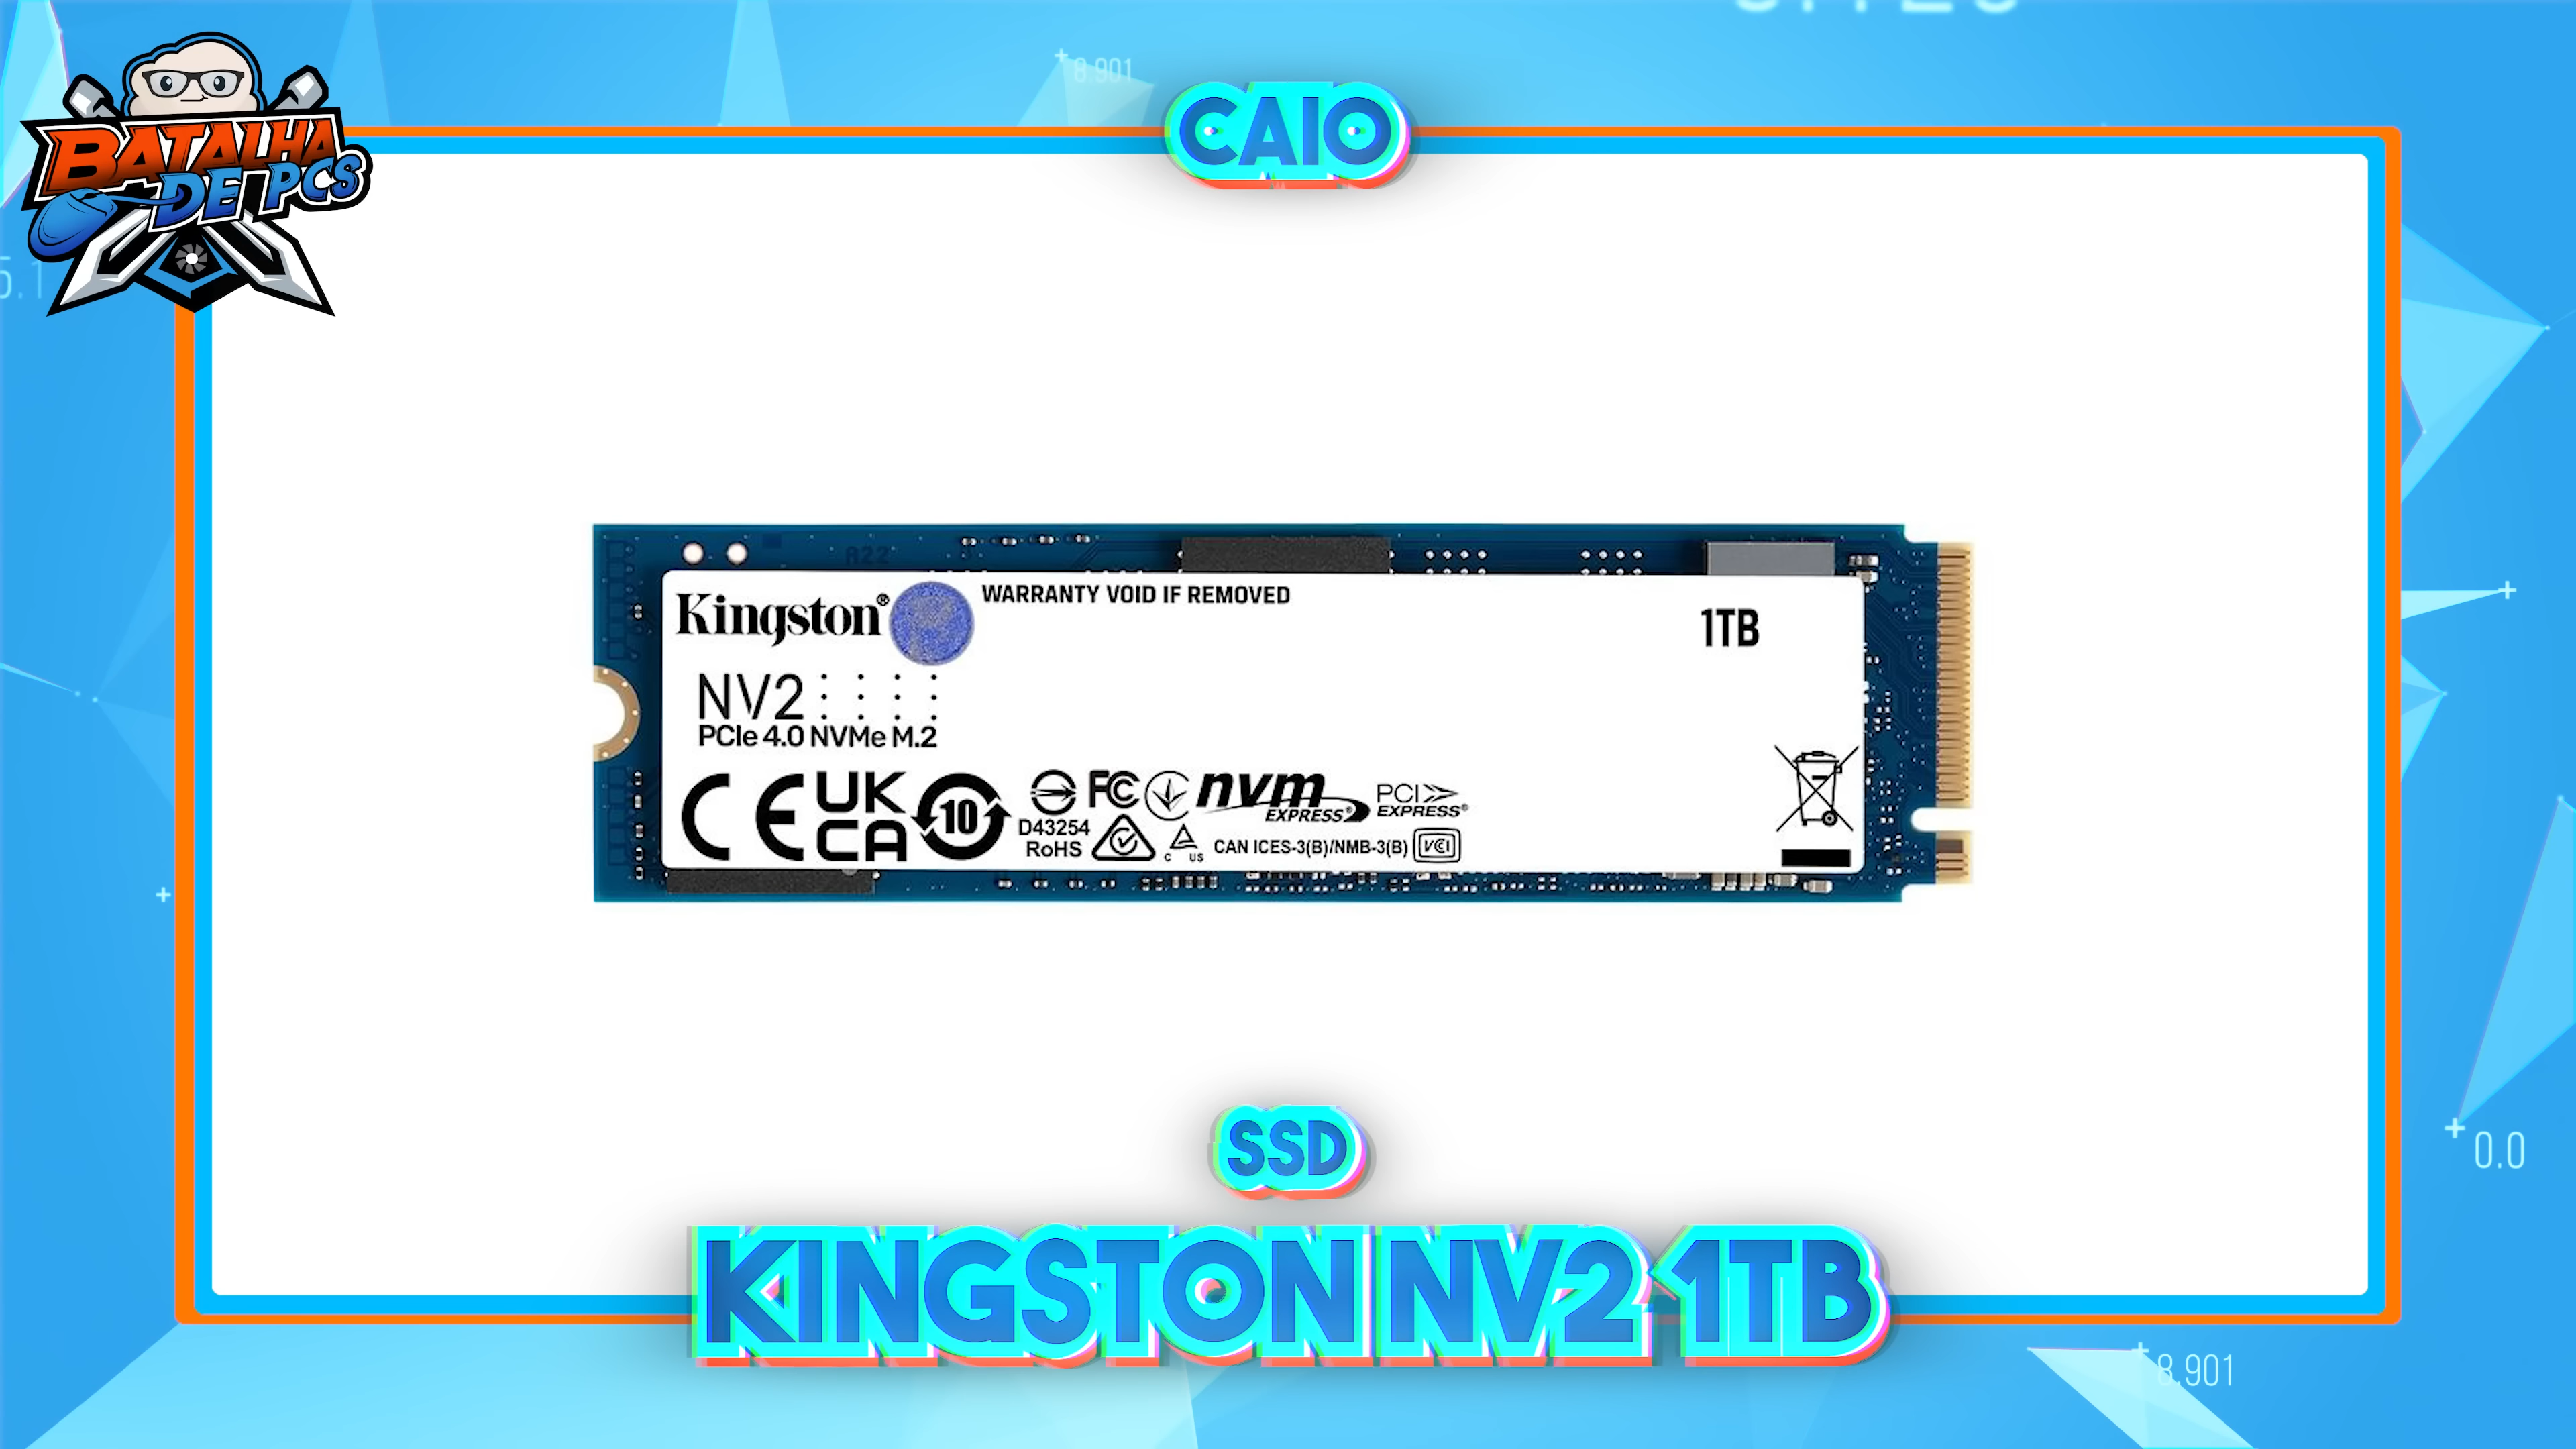 8.901
CAIO
BATALHA
DE PCS
5.1
Kingston®
WARRANTY VOID IF REMOVED
1TB
NV2
PCIe 4.0 NVMe M.2
CE UK
CA
10
D43254
RoHS
FC
nvm
EXPRESS®
PCI
EXPRESS®
C US
CAN ICES-3(B)/NMB-3(B)
VCI
SSD
0.0
KINGSTON NV2 1TB
8.901